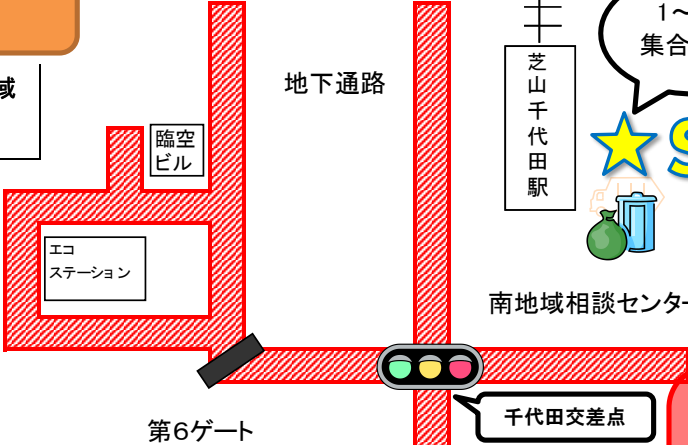 1～
集合
域
地下通路
芝山千代田駅
臨空
ビル
エコ
ステーション
南地域相談センター
千代田交差点
第6ゲート